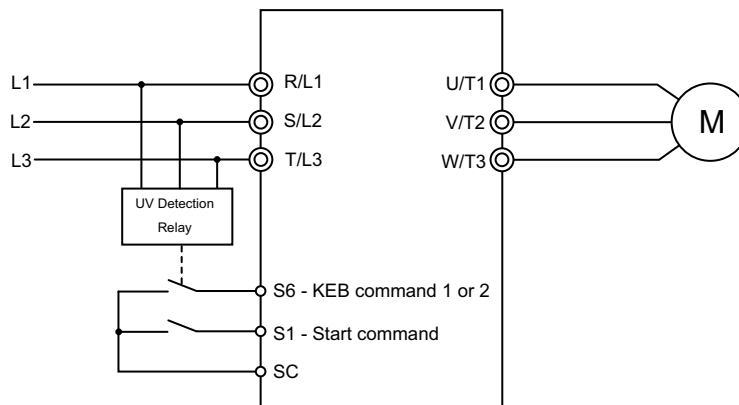 L1
R/L1
U/T1
L2
S/L2
V/T2
M
L3
T/L3
W/T3
UV Detection
Relay
S6 - KEB command 1 or 2
S1 - Start command
SC